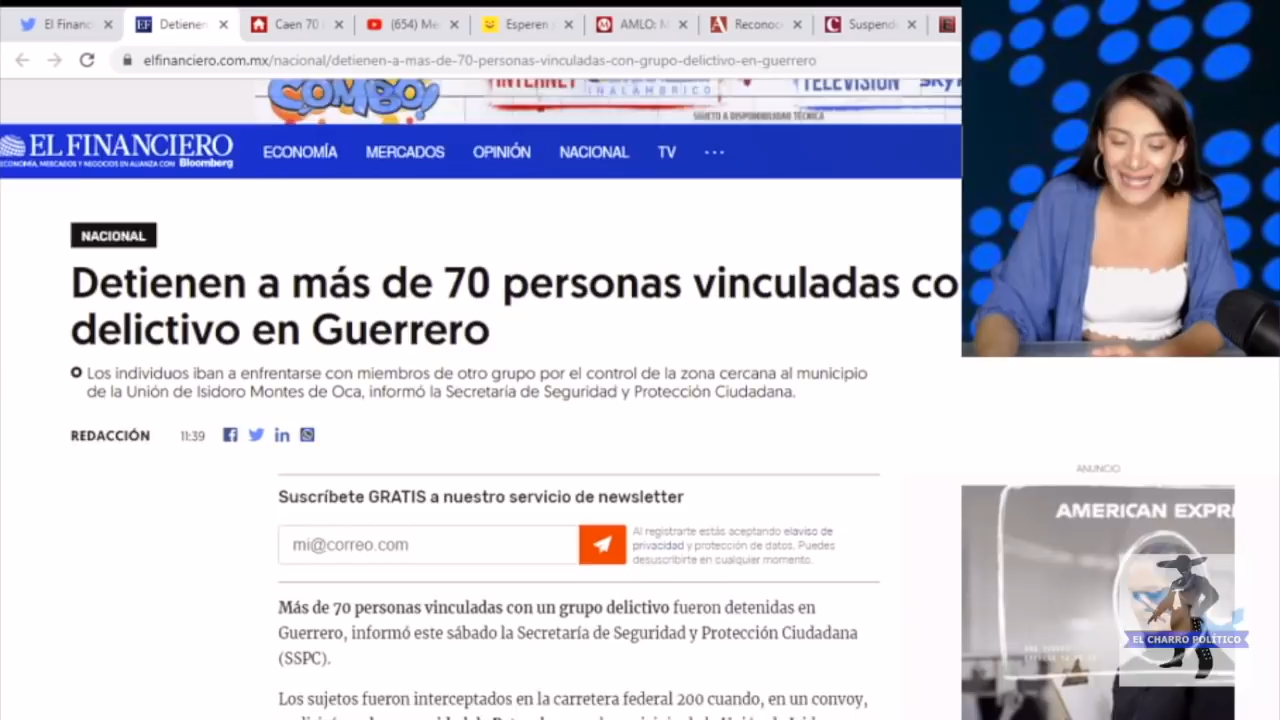 El Financ
Detienen
Caen 70
(654) Me
Esperen
AMLO: M
Reconoc
Suspend
elfinanciero.com.mx/nacional/detienen-a-mas-de-70-personas-vinculadas-con-grupo-delictivo-en-guerrero
COMBO!
INTERNET
INALÁMBRICO
TELEVISIÓN SKY
SUJETO A DISPONIBILIDAD TÉCNICA
EL FINANCIERO
ECONOMÍA, MERCADOS Y NEGOCIOS EN ALIANZA CON Bloomberg
ECONOMÍA MERCADOS OPINIÓN NACIONAL TV ...
NACIONAL
Detienen a más de 70 personas vinculadas co
delictivo en Guerrero
Los individuos iban a enfrentarse con miembros de otro grupo por el control de la zona cercana al municipio
de la Unión de Isidoro Montes de Oca, informó la Secretaría de Seguridad y Protección Ciudadana.
REDACCIÓN 11:39
ANUNCIO
Suscríbete GRATIS a nuestro servicio de newsletter
mi@correo.com
Al registrarte estás aceptando elaviso de
privacidad y protección de datos. Puedes
desuscribirte en cualquier momento.
AMERICAN EXPR
Más de 70 personas vinculadas con un grupo delictivo fueron detenidas en
Guerrero, informó este sábado la Secretaría de Seguridad y Protección Ciudadana
(SSPC).
EL CHARRO POLÍTICO
Los sujetos fueron interceptados en la carretera federal 200 cuando, en un convoy,